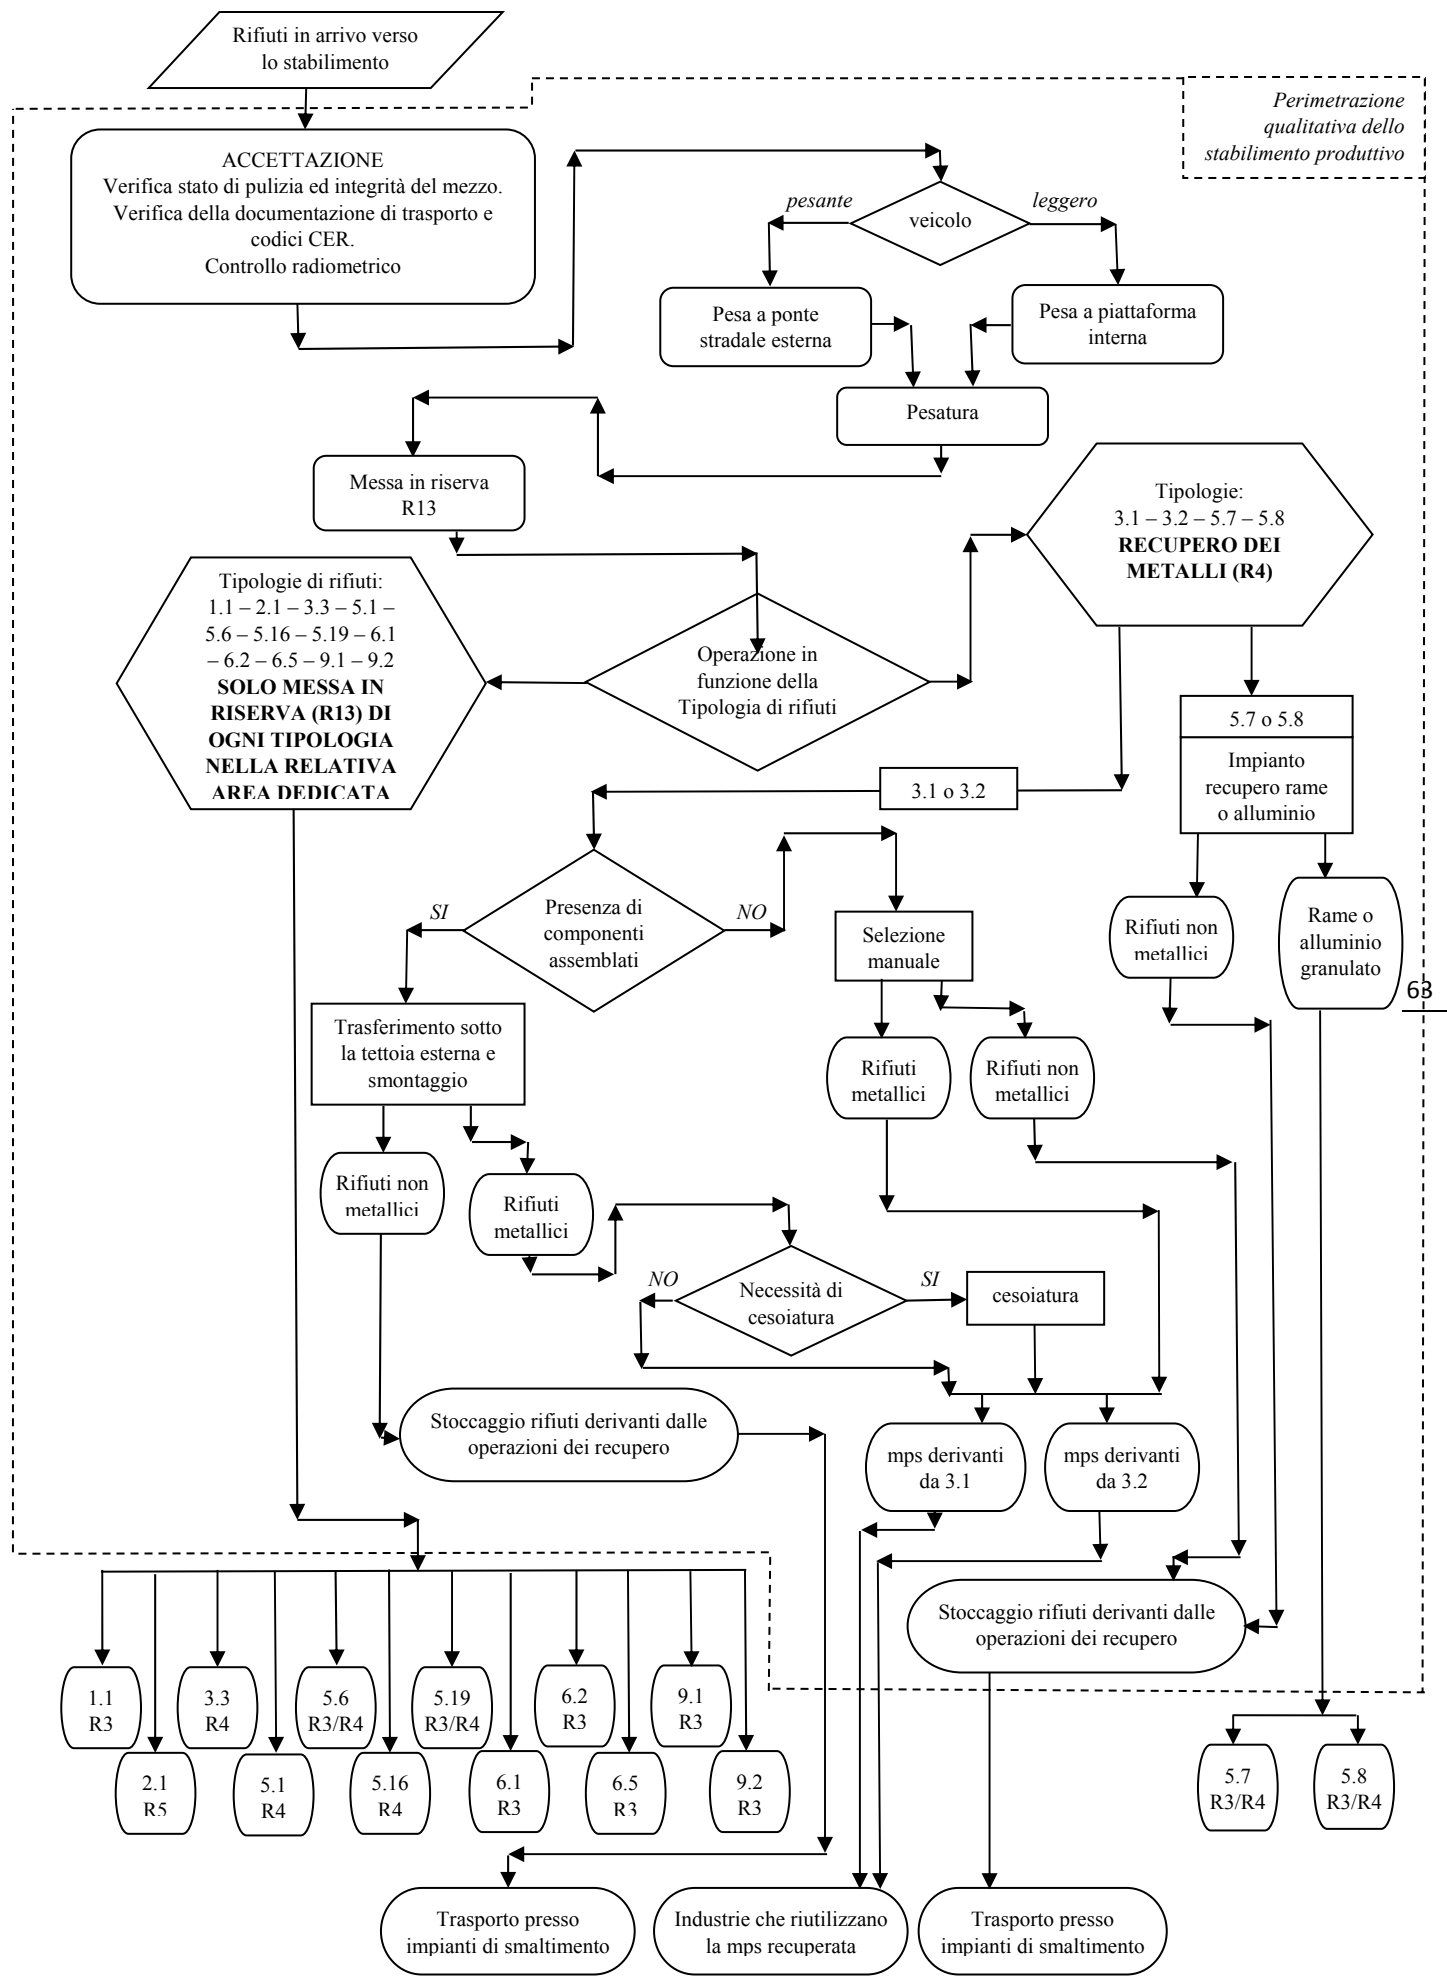 Rifiuti in arrivo verso
lo stabilimento
Perimetrazione
qualitativa dello
stabilimento produttivo
ACCETTAZIONE
Verifica stato di pulizia ed integrità del mezzo.
Verifica della documentazione di trasporto e
codici CER.
Controllo radiometrico
pesante
veicolo
leggero
Pesa a ponte
stradale esterna
Pesa a piattaforma
interna
Pesatura
Messa in riserva
R13
Tipologie:
3.1 – 3.2 – 5.7 – 5.8
RECUPERO DEI
METALLI (R4)
Tipologie di rifiuti:
1.1 – 2.1 – 3.3 – 5.1 –
5.6 – 5.16 – 5.19 – 6.1
– 6.2 – 6.5 – 9.1 – 9.2
SOLO MESSA IN
RISERVA (R13) DI
OGNI TIPOLOGIA
NELLA RELATIVA
AREA DEDICATA
Operazione in
funzione della
Tipologia di rifiuti
5.7 o 5.8
Impianto
recupero rame
o alluminio
3.1 o 3.2
SI
Presenza di
componenti
assemblati
NO
Selezione
manuale
Rifiuti non
metallici
Rame o
alluminio
granulato
63
Trasferimento sotto
la tettoia esterna e
smontaggio
Rifiuti
metallici
Rifiuti non
metallici
Rifiuti non
metallici
Rifiuti
metallici
NO
Necessità di
cesoiatura
SI
cesoiatura
Stoccaggio rifiuti derivanti dalle
operazioni dei recupero
mps derivanti
da 3.1
mps derivanti
da 3.2
Stoccaggio rifiuti derivanti dalle
operazioni dei recupero
1.1
R3
3.3
R4
5.6
R3/R4
5.19
R3/R4
6.2
R3
9.1
R3
2.1
R5
5.1
R4
5.16
R4
6.1
R3
6.5
R3
9.2
R3
5.7
R3/R4
5.8
R3/R4
Trasporto presso
impianti di smaltimento
Industrie che riutilizzano
la mps recuperata
Trasporto presso
impianti di smaltimento